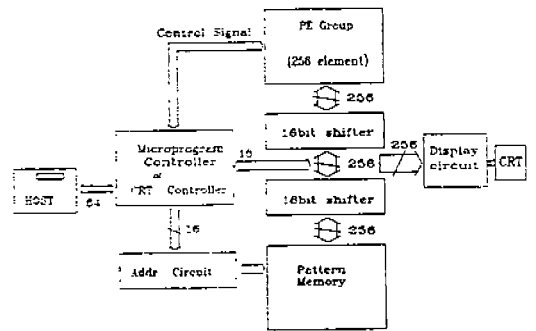 Control Signal
PE Group
(256 element)
256
16bit shifter
Microprogram
Controller
or
CRT Controller
16
256
256
Display
circuit
CRT
HOST
64
16bit shifter
16
256
Addr Circuit
Pattern
Memory